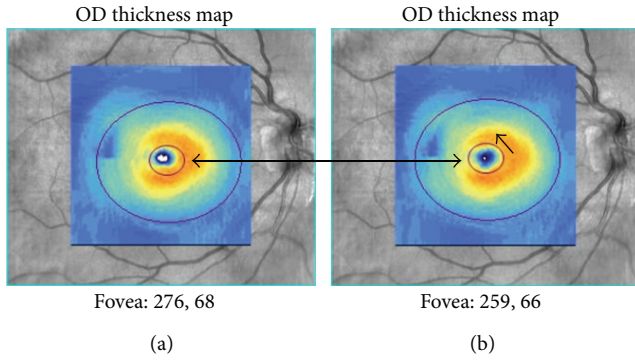 OD thickness map
OD thickness map
Fovea: 276, 68
Fovea: 259, 66
(a)
(b)